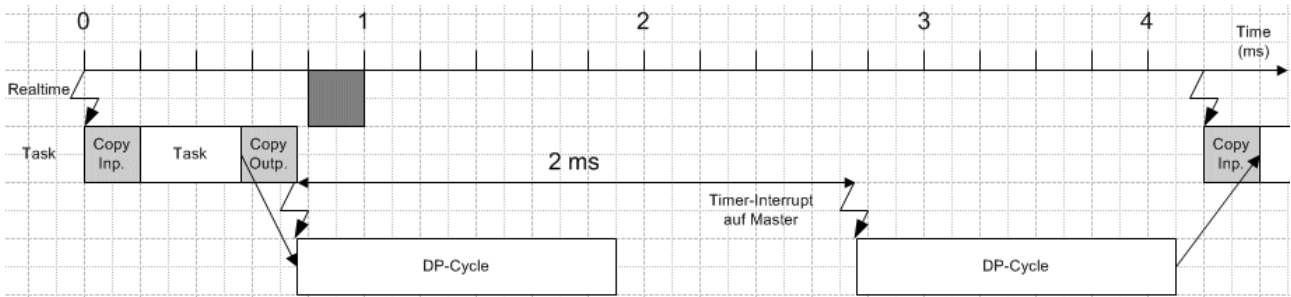 0 1 2 3 4
Time
(ms)
Realtime
Task
Copy
Inp.
Task
Copy
Outp.
2 ms
Copy
Inp.
Timer-Interrupt
auf Master
DP-Cycle
DP-Cycle